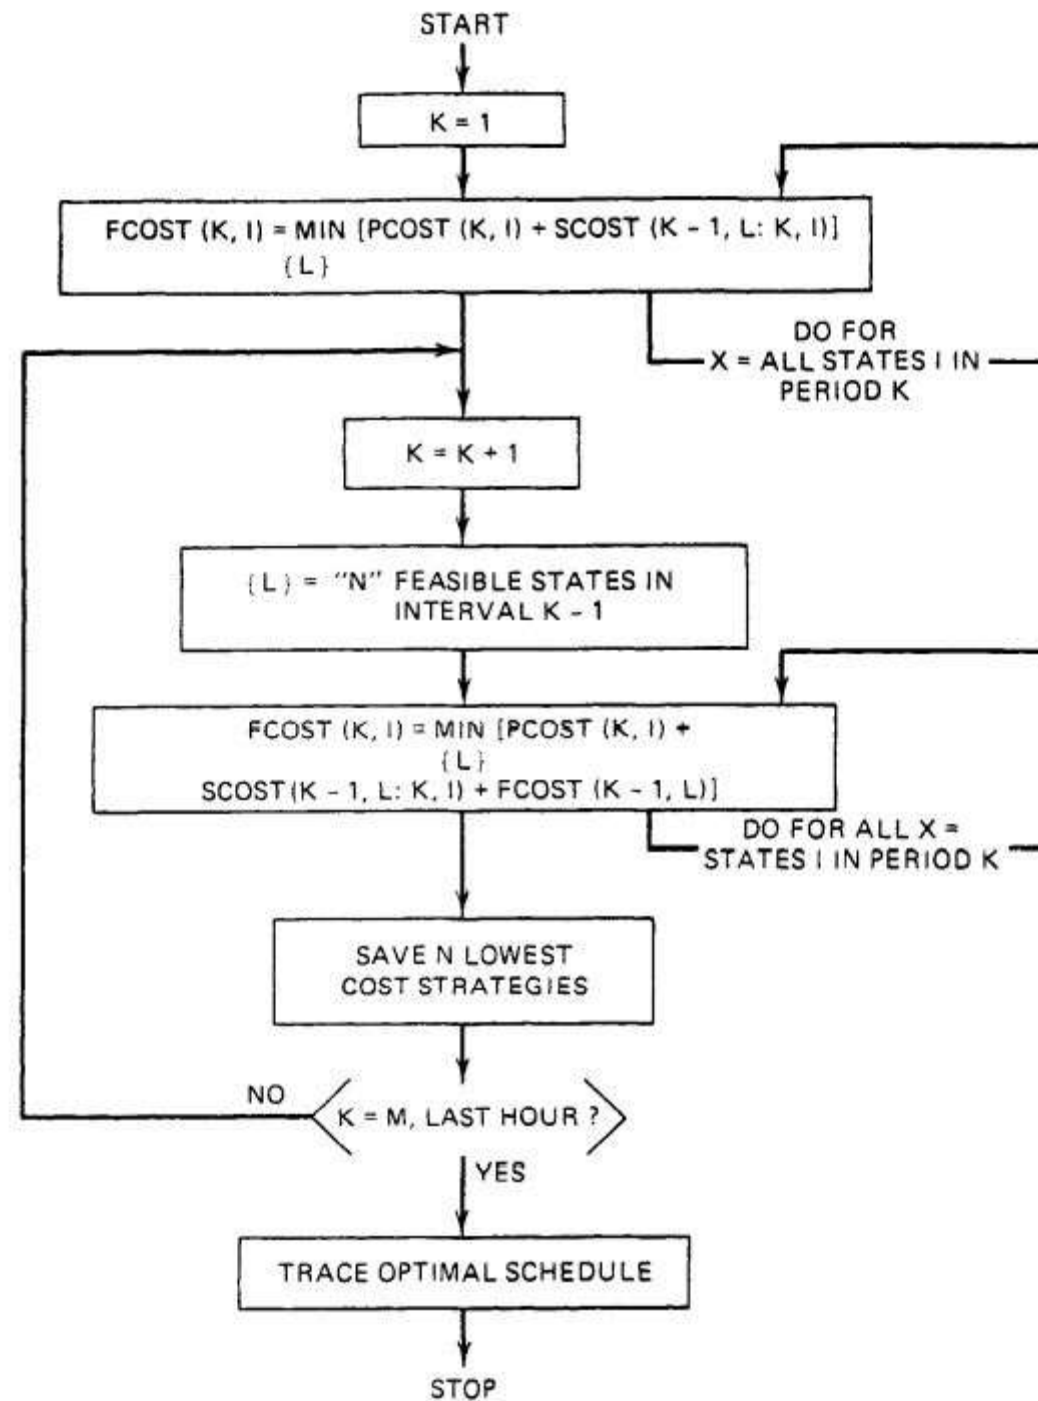 START
K = 1
FCOST (K, I) = MIN [PCOST (K, I) + SCOST (K - 1, L: K, I)]
{L}
DO FOR
X = ALL STATES I IN
PERIOD K
K = K + 1
{L} = "N" FEASIBLE STATES IN
INTERVAL K - 1
FCOST (K, I) = MIN [PCOST (K, I) +
{L}
SCOST(K - 1, L: K, I) + FCOST (K - 1, L)]
DO FOR ALL X =
STATES I IN PERIOD K
SAVE N LOWEST
COST STRATEGIES
NO
K = M, LAST HOUR ?
YES
TRACE OPTIMAL SCHEDULE
STOP